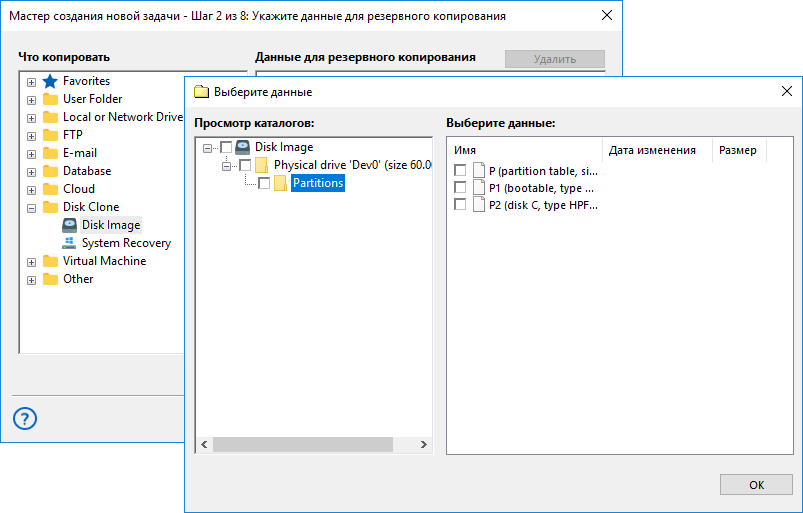 Мастер создания новой задачи - Шаг 2 из 8: Укажите данные для резервного копирования
Что копировать
Данные для резервного копирования
Удалить
Favorites
User Folder
Local or Network Drive
FTP
E-mail
Database
Cloud
Disk Clone
Disk Image
System Recovery
Virtual Machine
Other
?
Выберите данные
Просмотр каталогов:
Disk Image
Physical drive 'Dev0' (size 60.0
Partitions
Выберите данные:
Имя Дата изменения Размер
P (partition table, si...
P1 (bootable, type ...
P2 (disk C, type HPF...
OK